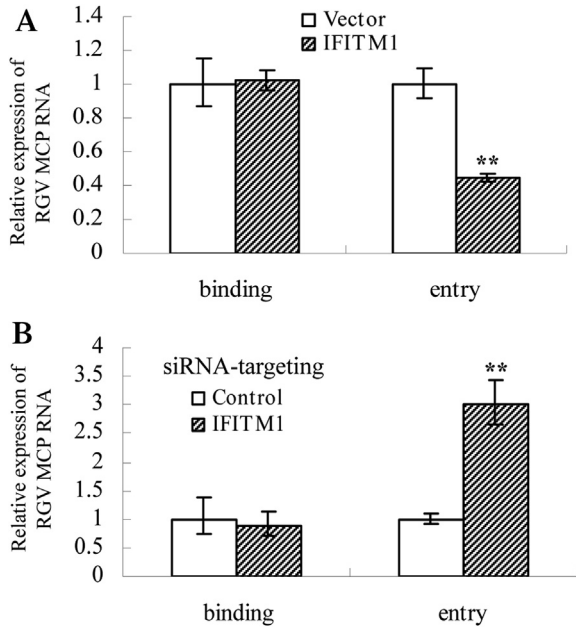 A
Relative expression of
RGV MCP RNA
1.4
1.2
1
0.8
0.6
0.4
0.2
0
Vector
IFITM1
**
binding
entry
B
Relative expression of
RGV MCP RNA
4
3.5
3
2.5
2
1
1
0.5
0
siRNA-targeting
Control
IFITM1
**
binding
entry